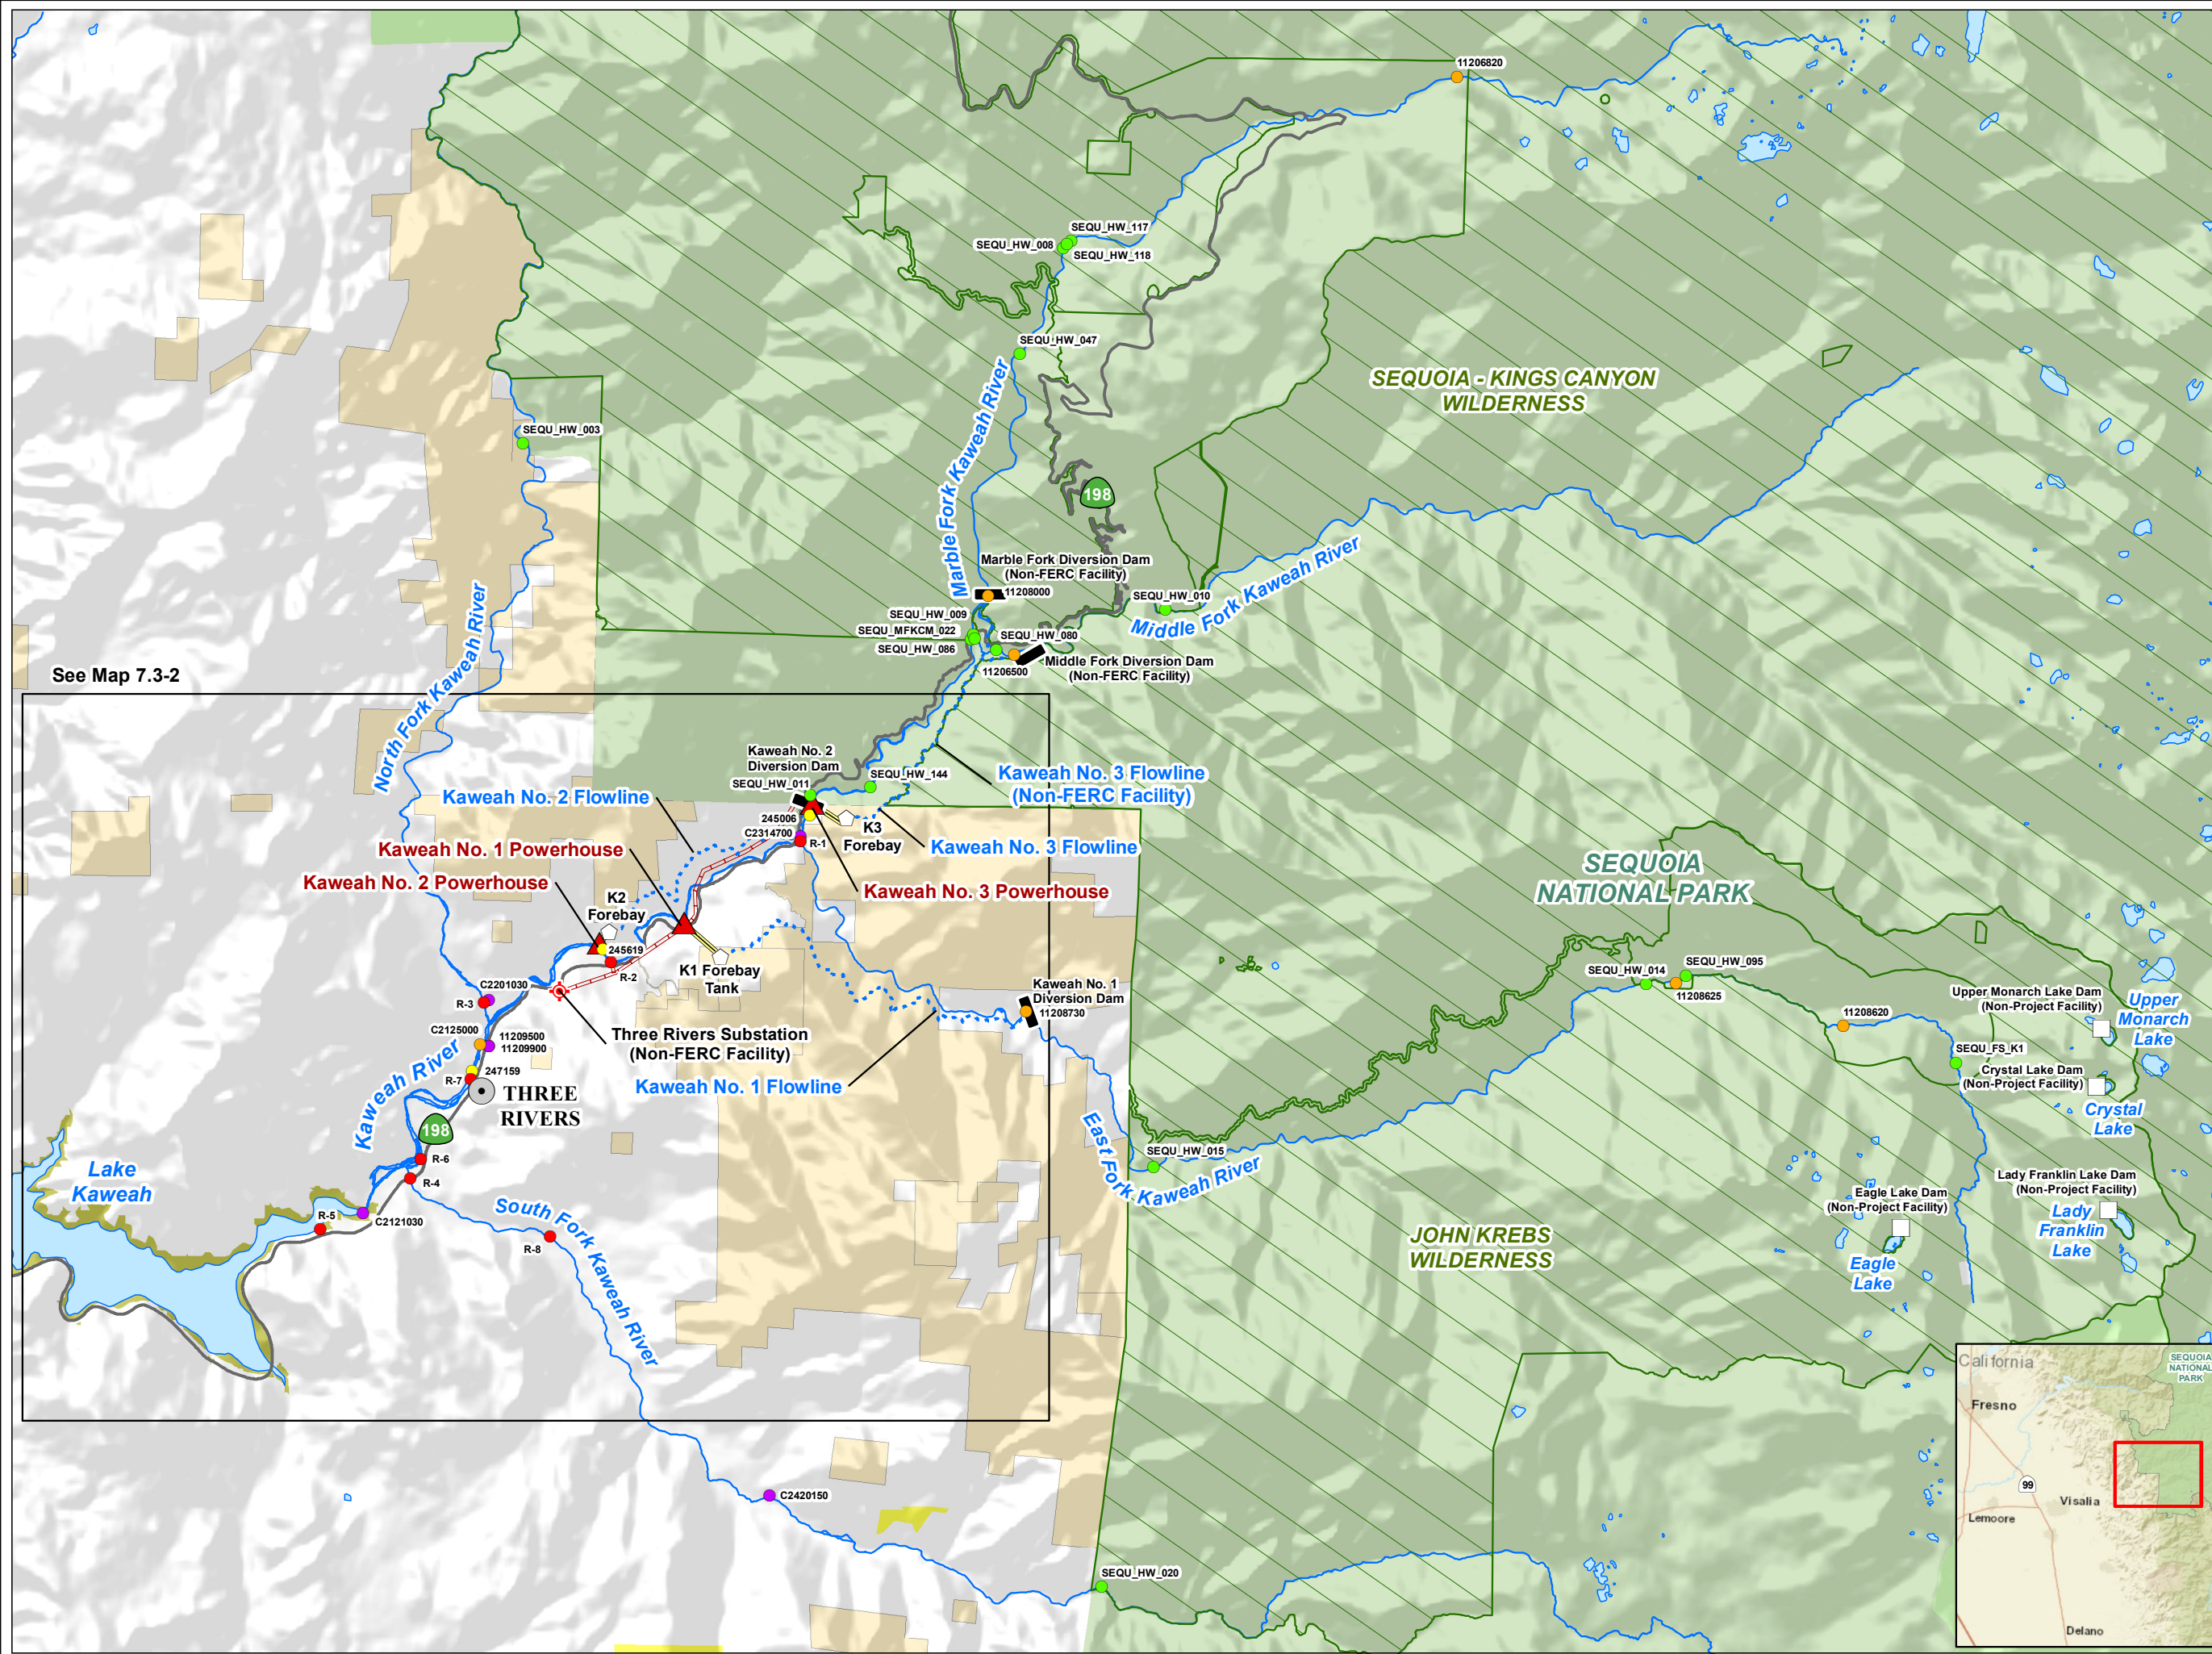 11206820
SEQU_HW_117
SEQU_HW_008
SEQU_HW_118
SEQU_HW_047
SEQUOIA - KINGS CANYON
WILDERNESS
SEQU_HW_003
Marble Fork Kaweah River
198
Marble Fork Diversion Dam
(Non-FERC Facility)
11208000
SEQU_HW_010
Middle Fork Kaweah River
SEQU_HW_009
SEQU_MFKCM_022
SEQU_HW_086
SEQU_HW_080
11206500
Middle Fork Diversion Dam
(Non-FERC Facility)
See Map 7.3-2
North Fork Kaweah River
Kaweah No. 2
Diversion Dam
SEQU_HW_011
SEQU_HW_144
Kaweah No. 3 Flowline
(Non-FERC Facility)
Kaweah No. 2 Flowline
245006
C2314700
R-1
K3
Forebay
Kaweah No. 3 Flowline
Kaweah No. 1 Powerhouse
Kaweah No. 2 Powerhouse
Kaweah No. 3 Powerhouse
K2
Forebay
245619
R-2
K1 Forebay
Tank
SEQUOIA
NATIONAL PARK
C2201030
R-3
Kaweah No. 1
Diversion Dam
11208730
SEQU_HW_014
SEQU_HW_095
11208625
11208620
Upper Monarch Lake Dam
(Non-Project Facility)
Upper
Monarch
Lake
Three Rivers Substation
(Non-FERC Facility)
C2125000
11209500
11209900
Kaweah No. 1 Flowline
247159
R-7
THREE
RIVERS
Kaweah River
198
SEQU_FS_K1
Crystal Lake Dam
(Non-Project Facility)
Crystal
Lake
East Fork Kaweah River
SEQU_HW_015
R-6
R-4
Lake
Kaweah
R-5
C2121030
South Fork Kaweah River
R-8
Lady Franklin Lake Dam
(Non-Project Facility)
Lady
Franklin
Lake
Eagle Lake Dam
(Non-Project Facility)
Eagle
Lake
JOHN KREBS
WILDERNESS
C2420150
SEQU_HW_020
California
SEQUOIA
NATIONAL
PARK
Fresno
99
Visalia
Lemoore
Delano